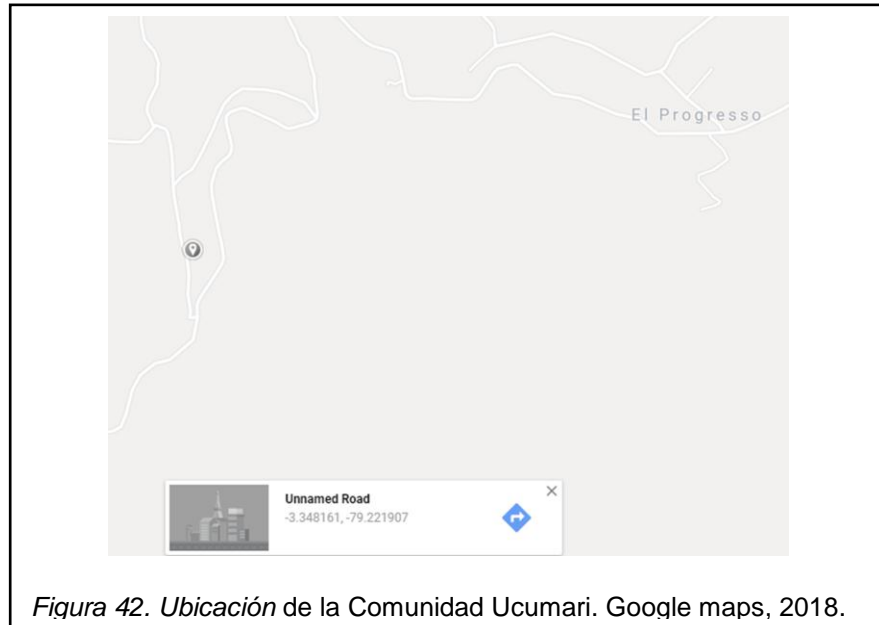 El Progresso
Unnamed Road
-3.348161, -79.221907
Figura 42. Ubicación de la Comunidad Ucumari. Google maps, 2018.